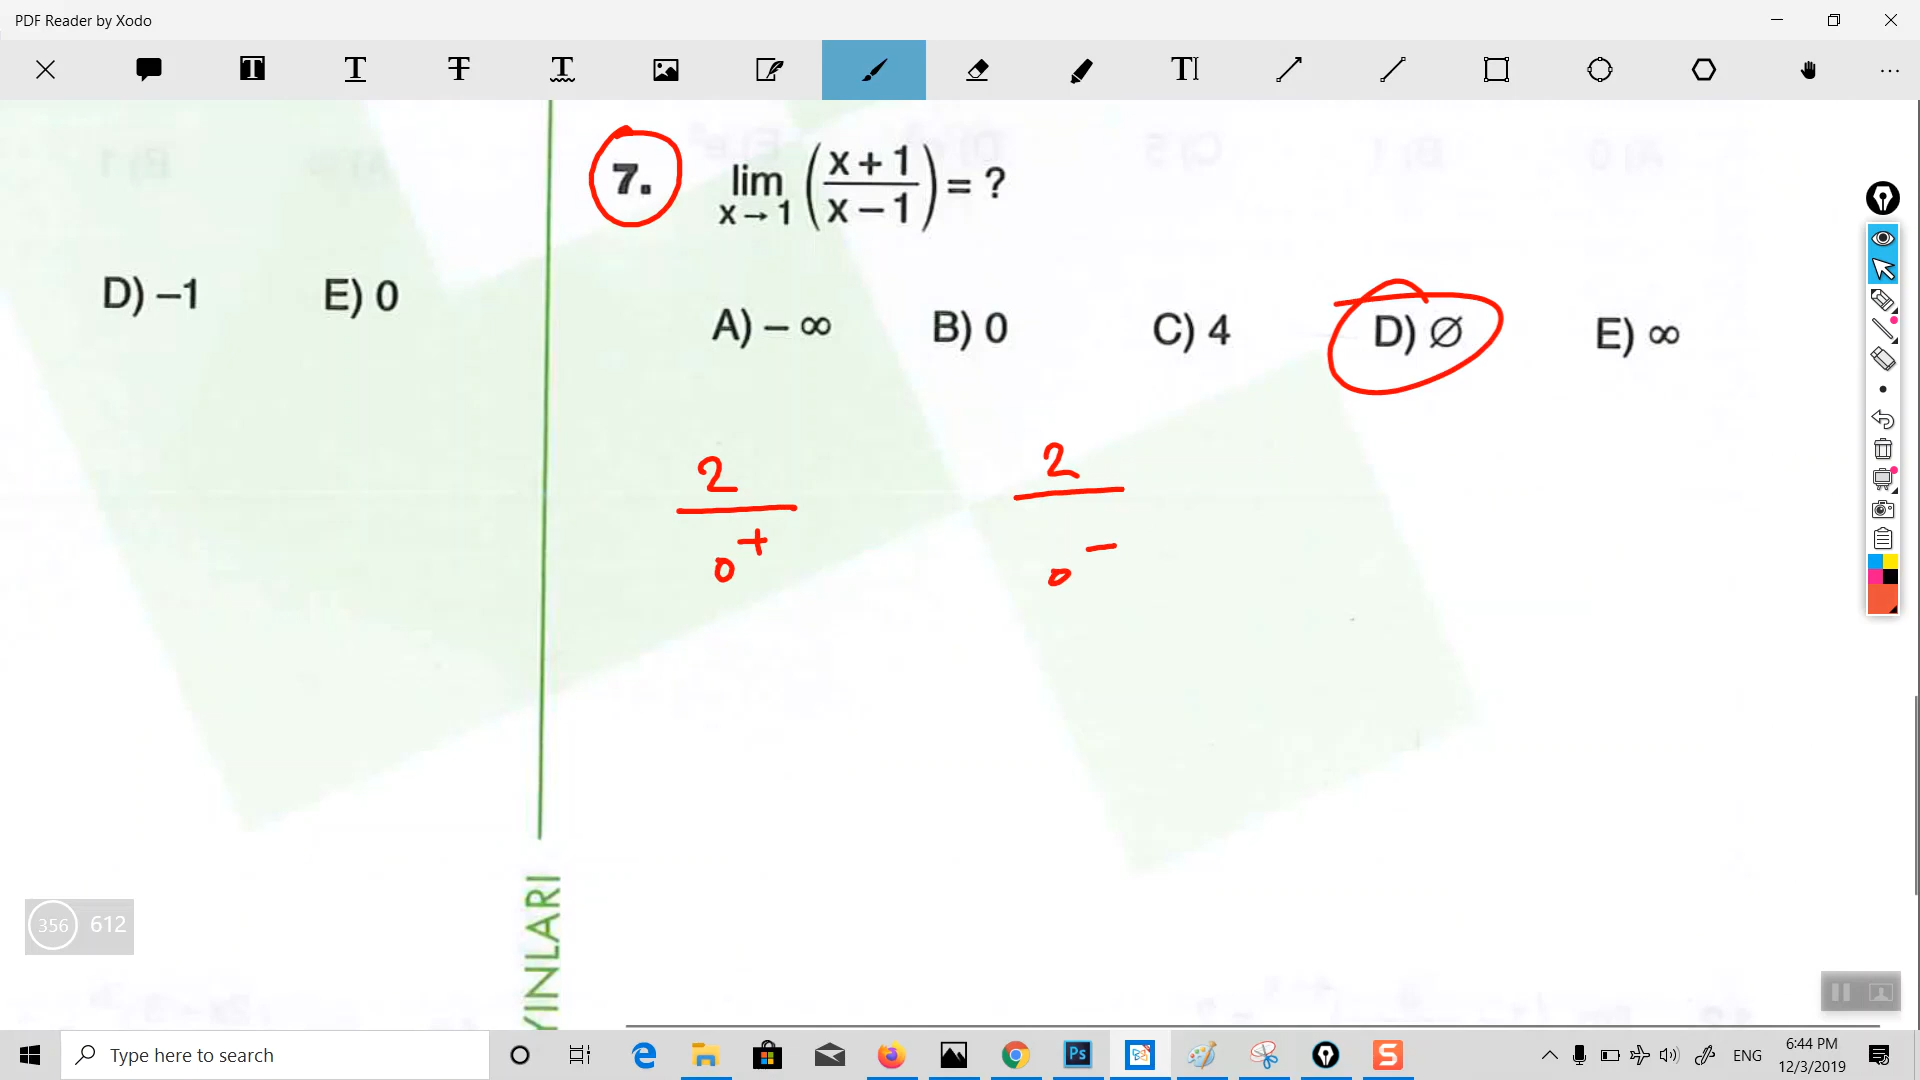 PDF Reader by Xodo
7. lim x→1 (x + 1 / x − 1) = ?
D) –1 E) 0
A) – ∞ B) 0 C) 4 D) ∅ E) ∞
2 2
0+ 0−
356 612
YINLARI
Type here to search
ENG
6:44 PM
12/3/2019